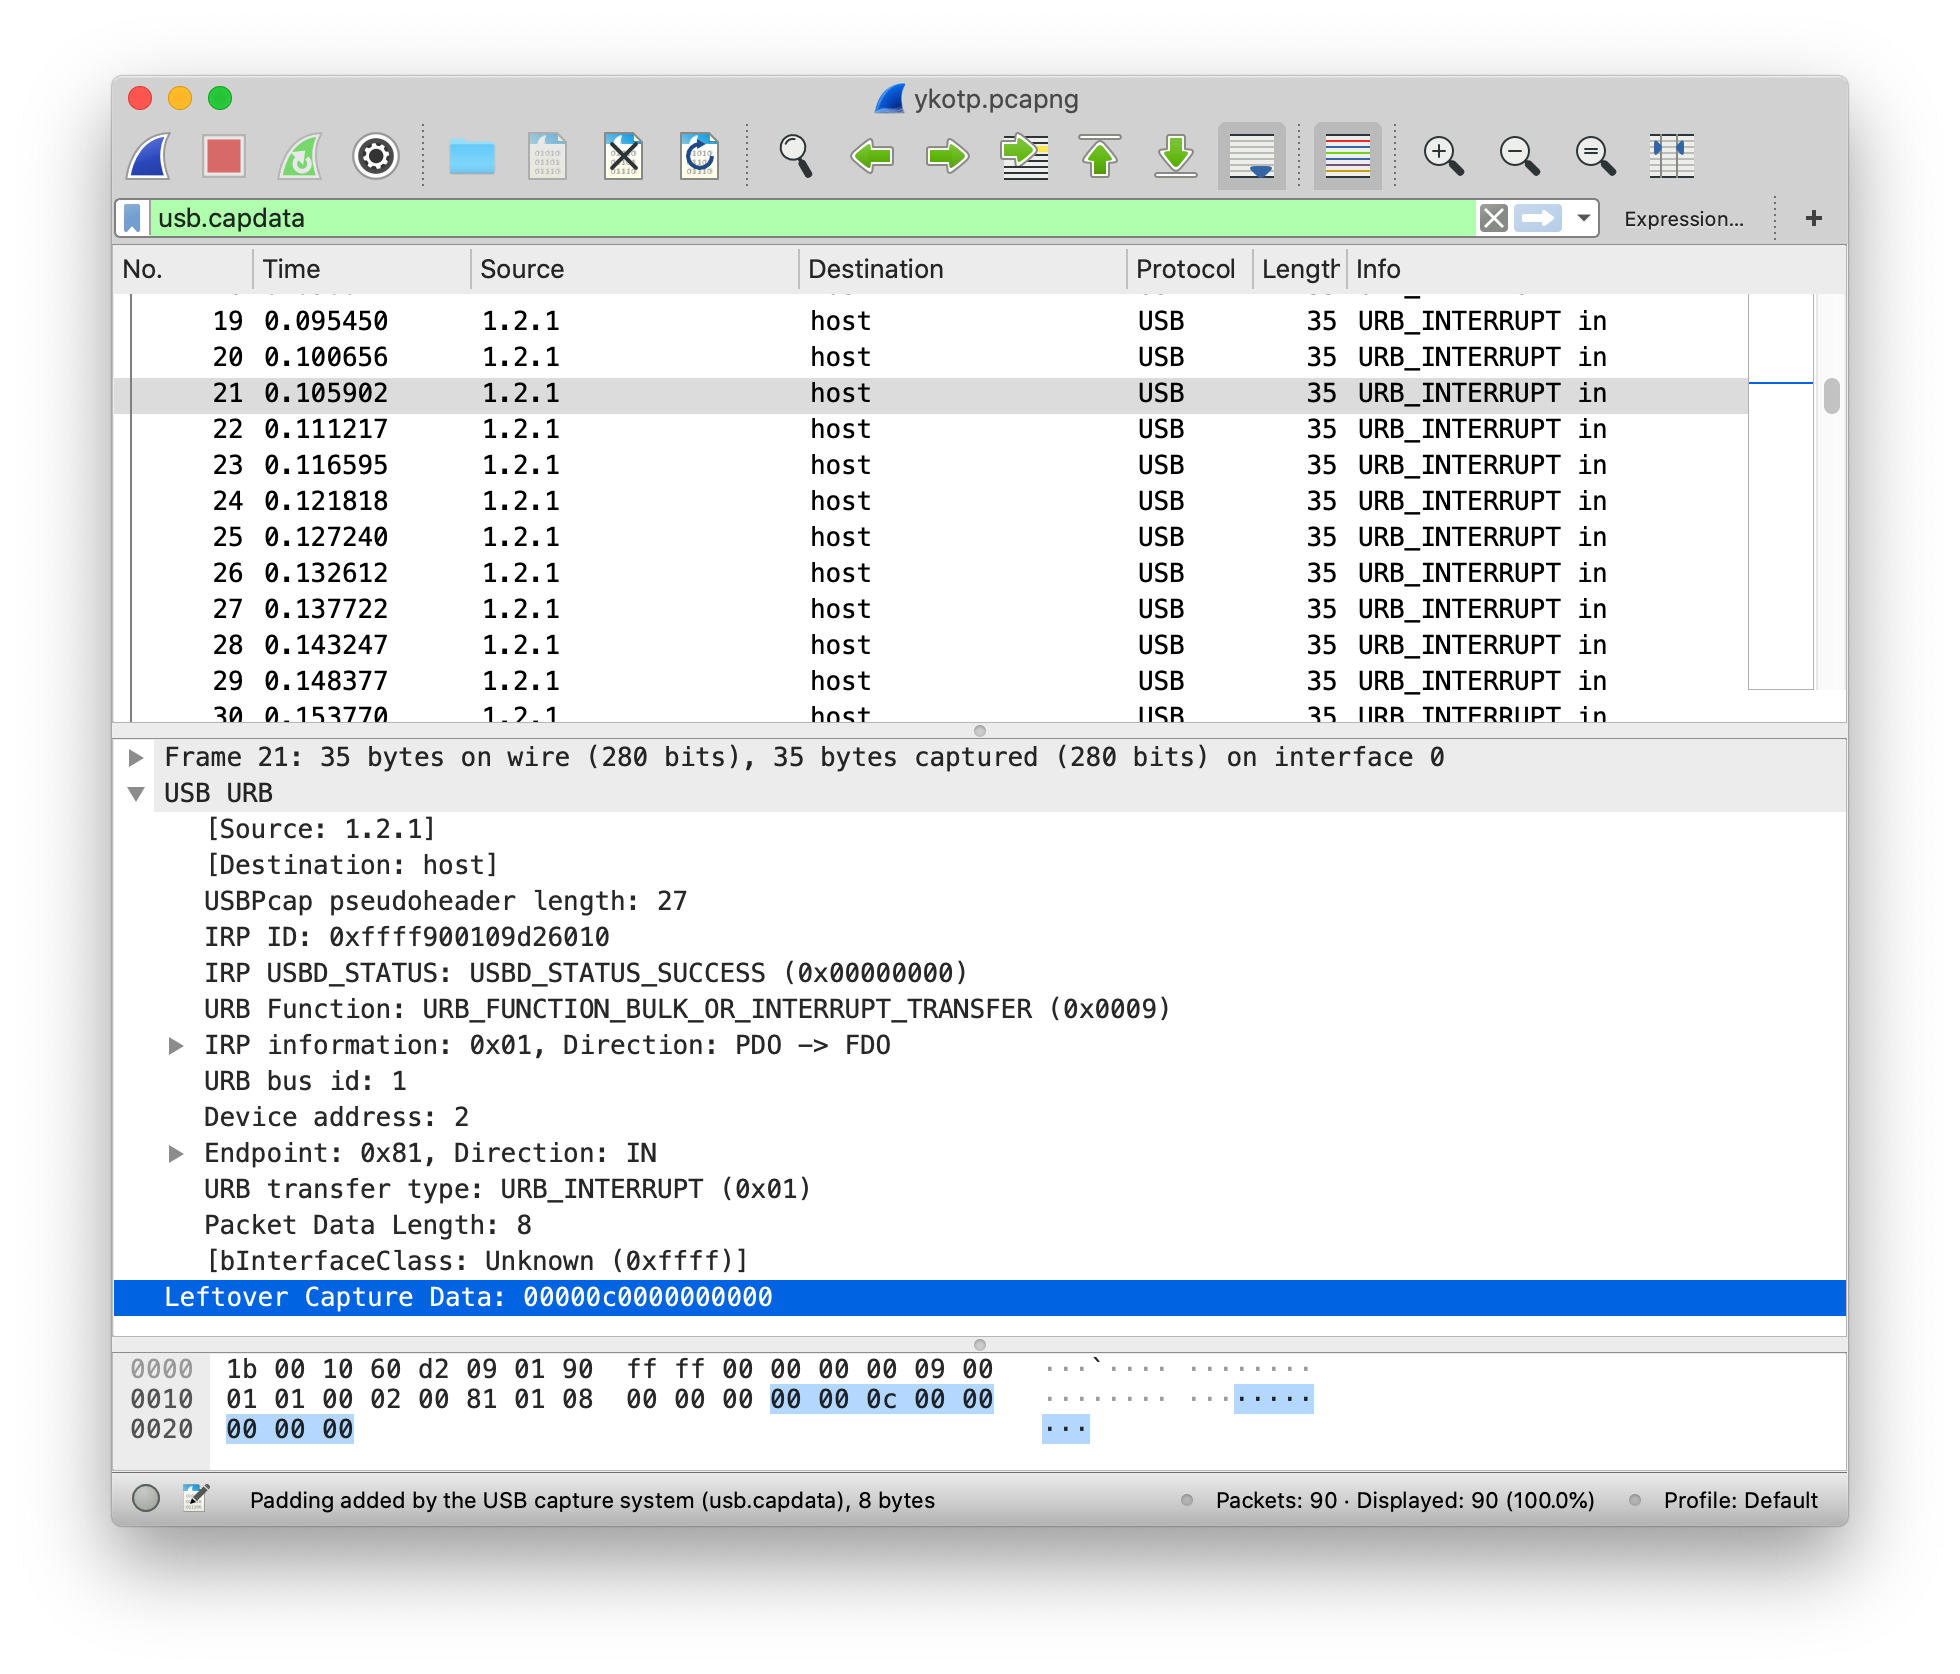 ykotp.pcapng
usb.capdata
Expression...
+
No. Time Source Destination Protocol Length Info
19 0.095450 1.2.1 host USB 35 URB_INTERRUPT in
20 0.100656 1.2.1 host USB 35 URB_INTERRUPT in
21 0.105902 1.2.1 host USB 35 URB_INTERRUPT in
22 0.111217 1.2.1 host USB 35 URB_INTERRUPT in
23 0.116595 1.2.1 host USB 35 URB_INTERRUPT in
24 0.121818 1.2.1 host USB 35 URB_INTERRUPT in
25 0.127240 1.2.1 host USB 35 URB_INTERRUPT in
26 0.132612 1.2.1 host USB 35 URB_INTERRUPT in
27 0.137722 1.2.1 host USB 35 URB_INTERRUPT in
28 0.143247 1.2.1 host USB 35 URB_INTERRUPT in
29 0.148377 1.2.1 host USB 35 URB_INTERRUPT in
30 0.153770 1.2.1 host USB 35 URB_INTERRUPT in
Frame 21: 35 bytes on wire (280 bits), 35 bytes captured (280 bits) on interface 0
USB URB
[Source: 1.2.1]
[Destination: host]
USBPcap pseudoheader length: 27
IRP ID: 0xffff900109d26010
IRP USBD_STATUS: USBD_STATUS_SUCCESS (0x00000000)
URB Function: URB_FUNCTION_BULK_OR_INTERRUPT_TRANSFER (0x0009)
IRP information: 0x01, Direction: PDO -> FDO
URB bus id: 1
Device address: 2
Endpoint: 0x81, Direction: IN
URB transfer type: URB_INTERRUPT (0x01)
Packet Data Length: 8
[bInterfaceClass: Unknown (0xffff)]
Leftover Capture Data: 00000c0000000000
0000 1b 00 10 60 d2 09 01 90 ff ff 00 00 00 00 09 00 ···`···· ········
0010 01 01 00 02 00 81 01 08 00 00 00 00 00 0c 00 00 ········ ········
0020 00 00 00 ···
Padding added by the USB capture system (usb.capdata), 8 bytes
Packets: 90 · Displayed: 90 (100.0%)
Profile: Default